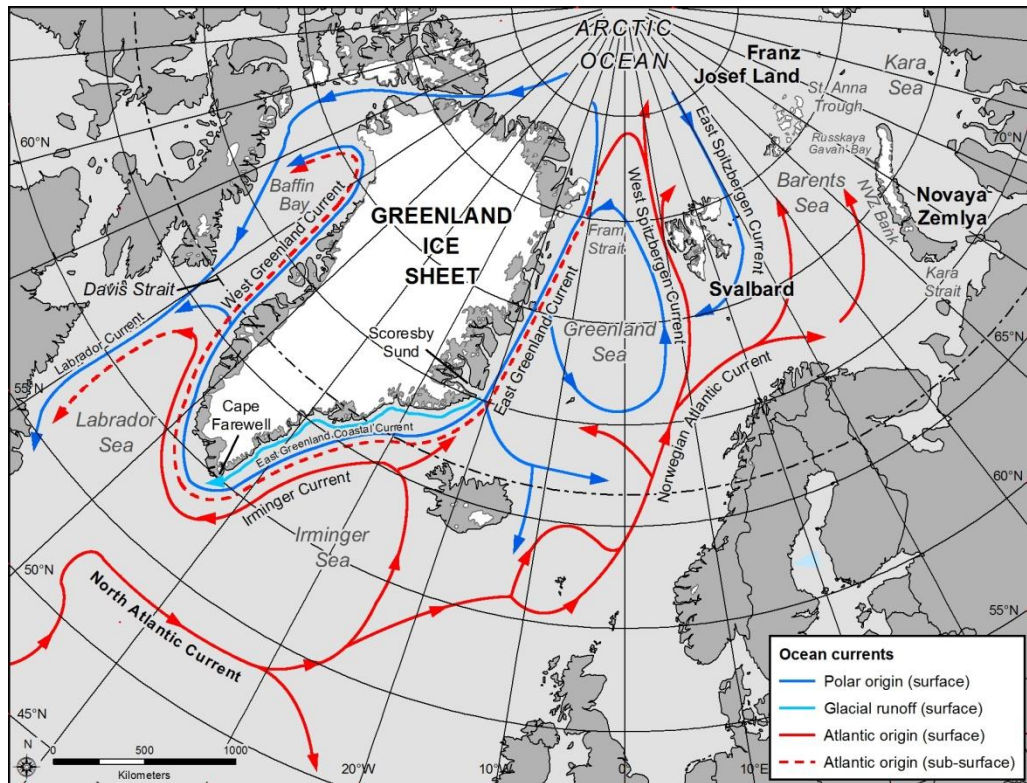 ARCTIC
OCEAN
Franz
Josef Land
Kara
Sea
St. Anna
Trough
Russkaya
Gavan Bay
70°N
60°N
East Spitzbergen Current
Barents
Sea
NVZ Bank
Novaya
Zemlya
Baffin
Bay
GREENLAND
ICE
SHEET
Fram
Strait
West Spitzbergen Current
Svalbard
Kara
Strait
Davis Strait
West Greenland Current
Scoresby
Sund
East Greenland Current
Greenland
Sea
65°N
Labrador Current
55°N
Labrador
Sea
Cape
Farewell
East Greenland Coastal Current
Norwegian Atlantic Current
Irminger Current
60°N
Irminger
Sea
50°N
North Atlantic Current
55°N
45°N
N
0
500
1000
Kilometers
20°W
10°W
0°
10°E
Ocean currents
Polar origin (surface)
Glacial runoff (surface)
Atlantic origin (surface)
Atlantic origin (sub-surface)